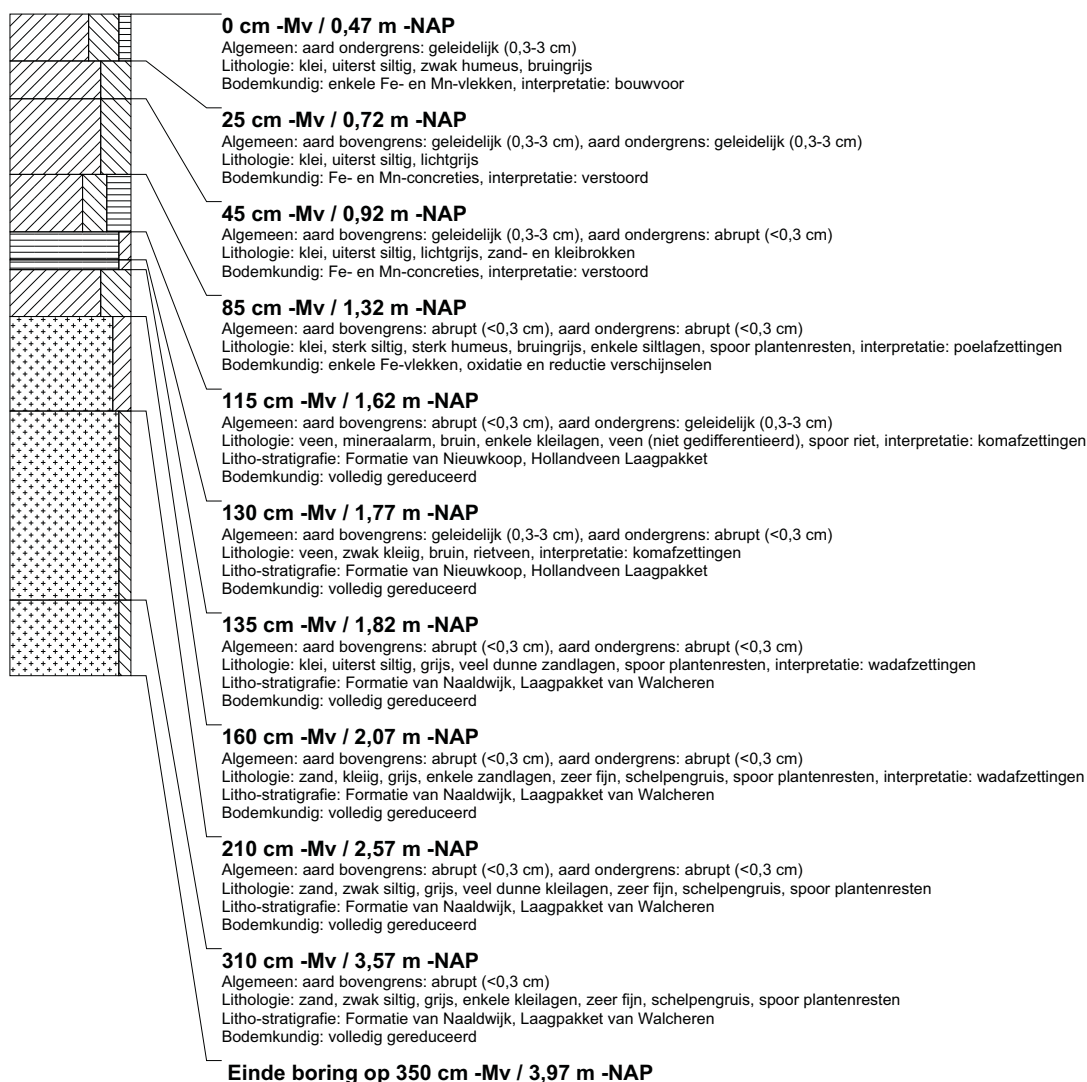 0 cm -Mv / 0,47 m -NAP
Algemeen: aard ondergrens: geleidelijk (0,3-3 cm)
Lithologie: klei, uiterst siltig, zwak humeus, bruingrijs
Bodemkundig: enkele Fe- en Mn-vlekken, interpretatie: bouwvoor
25 cm -Mv / 0,72 m -NAP
Algemeen: aard bovengrens: geleidelijk (0,3-3 cm), aard ondergrens: geleidelijk (0,3-3 cm)
Lithologie: klei, uiterst siltig, lichtgrijs
Bodemkundig: Fe- en Mn-concreties, interpretatie: verstoord
45 cm -Mv / 0,92 m -NAP
Algemeen: aard bovengrens: geleidelijk (0,3-3 cm), aard ondergrens: abrupt (<0,3 cm)
Lithologie: klei, uiterst siltig, lichtgrijs, zand- en kleibrokken
Bodemkundig: Fe- en Mn-concreties, interpretatie: verstoord
85 cm -Mv / 1,32 m -NAP
Algemeen: aard bovengrens: abrupt (<0,3 cm), aard ondergrens: abrupt (<0,3 cm)
Lithologie: klei, sterk siltig, sterk humeus, bruingrijs, enkele siltlagen, spoor plantenresten, interpretatie: poelafzettingen
Bodemkundig: enkele Fe-vlekken, oxidatie en reductie verschijnselen
115 cm -Mv / 1,62 m -NAP
Algemeen: aard bovengrens: abrupt (<0,3 cm), aard ondergrens: geleidelijk (0,3-3 cm)
Lithologie: veen, mineraalarm, bruin, enkele kleilagen, veen (niet gedifferentieerd), spoor riet, interpretatie: komafzettingen
Litho-stratigrafie: Formatie van Nieuwkoop, Hollandveen Laagpakket
Bodemkundig: volledig gereduceerd
130 cm -Mv / 1,77 m -NAP
Algemeen: aard bovengrens: geleidelijk (0,3-3 cm), aard ondergrens: abrupt (<0,3 cm)
Lithologie: veen, zwak kleiig, bruin, rietveen, interpretatie: komafzettingen
Litho-stratigrafie: Formatie van Nieuwkoop, Hollandveen Laagpakket
Bodemkundig: volledig gereduceerd
135 cm -Mv / 1,82 m -NAP
Algemeen: aard bovengrens: abrupt (<0,3 cm), aard ondergrens: abrupt (<0,3 cm)
Lithologie: klei, uiterst siltig, grijs, veel dunne zandlagen, spoor plantenresten, interpretatie: wadafzettingen
Litho-stratigrafie: Formatie van Naaldwijk, Laagpakket van Walcheren
Bodemkundig: volledig gereduceerd
160 cm -Mv / 2,07 m -NAP
Algemeen: aard bovengrens: abrupt (<0,3 cm), aard ondergrens: abrupt (<0,3 cm)
Lithologie: zand, kleiig, grijs, enkele zandlagen, zeer fijn, schelpengruis, spoor plantenresten, interpretatie: wadafzettingen
Litho-stratigrafie: Formatie van Naaldwijk, Laagpakket van Walcheren
Bodemkundig: volledig gereduceerd
210 cm -Mv / 2,57 m -NAP
Algemeen: aard bovengrens: abrupt (<0,3 cm), aard ondergrens: abrupt (<0,3 cm)
Lithologie: zand, zwak siltig, grijs, veel dunne kleilagen, zeer fijn, schelpengruis, spoor plantenresten
Litho-stratigrafie: Formatie van Naaldwijk, Laagpakket van Walcheren
Bodemkundig: volledig gereduceerd
310 cm -Mv / 3,57 m -NAP
Algemeen: aard bovengrens: abrupt (<0,3 cm)
Lithologie: zand, zwak siltig, grijs, enkele kleilagen, zeer fijn, schelpengruis, spoor plantenresten
Litho-stratigrafie: Formatie van Naaldwijk, Laagpakket van Walcheren
Bodemkundig: volledig gereduceerd
Einde boring op 350 cm -Mv / 3,97 m -NAP